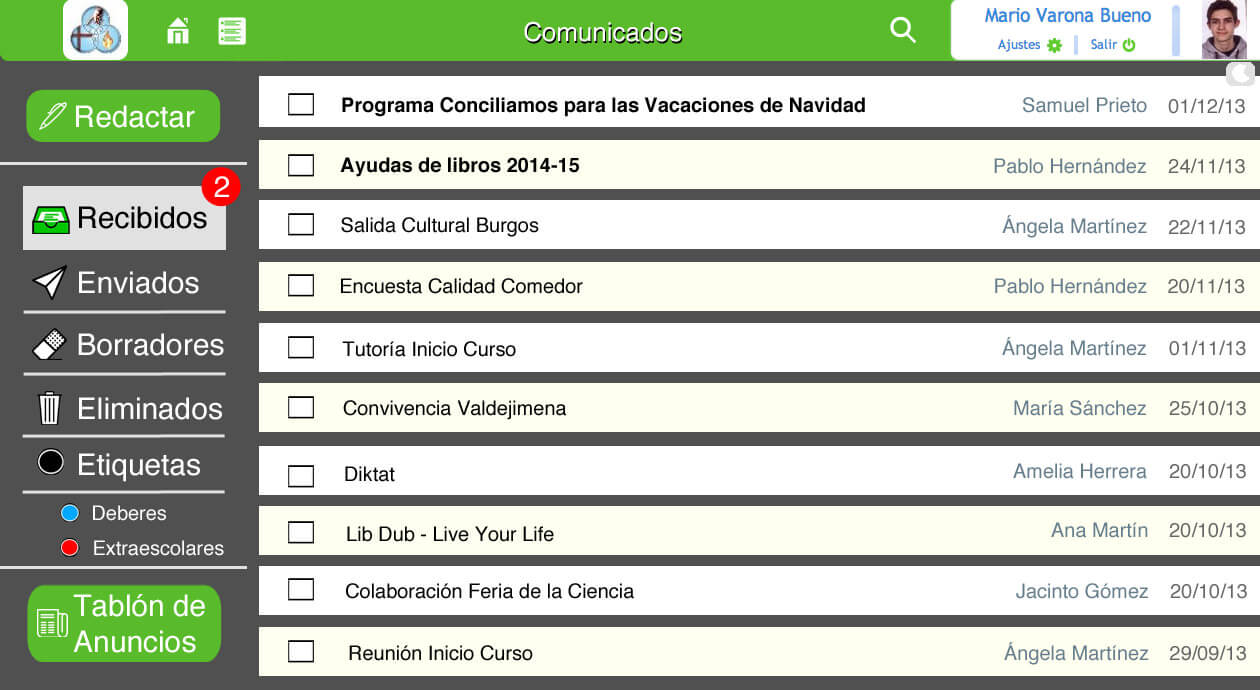 Comunicados
Mario Varona Bueno
Ajustes
Salir
Redactar
2
Recibidos
Enviados
Borradores
Eliminados
Etiquetas
Deberes
Extraescolares
Tablón de
Anuncios
Programa Conciliamos para las Vacaciones de Navidad Samuel Prieto 01/12/13
Ayudas de libros 2014-15 Pablo Hernández 24/11/13
Salida Cultural Burgos Ángela Martínez 22/11/13
Encuesta Calidad Comedor Pablo Hernández 20/11/13
Tutoría Inicio Curso Ángela Martínez 01/11/13
Convivencia Valdejimena María Sánchez 25/10/13
Diktat Amelia Herrera 20/10/13
Lib Dub - Live Your Life Ana Martín 20/10/13
Colaboración Feria de la Ciencia Jacinto Gómez 20/10/13
Reunión Inicio Curso Ángela Martínez 29/09/13